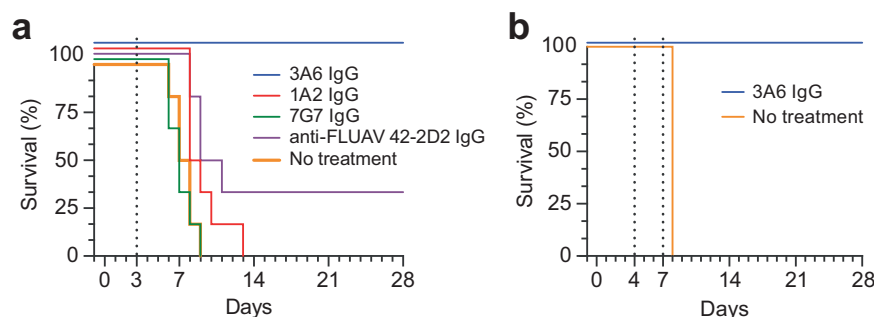 a
100
75
50
25
0
Survival (%)
0 3 7 14 21 28
Days
3A6 IgG
1A2 IgG
7G7 IgG
anti-FLUAV 42-2D2 IgG
No treatment
b
100
75
50
25
0
Survival (%)
0 4 7 14 21 28
Days
3A6 IgG
No treatment